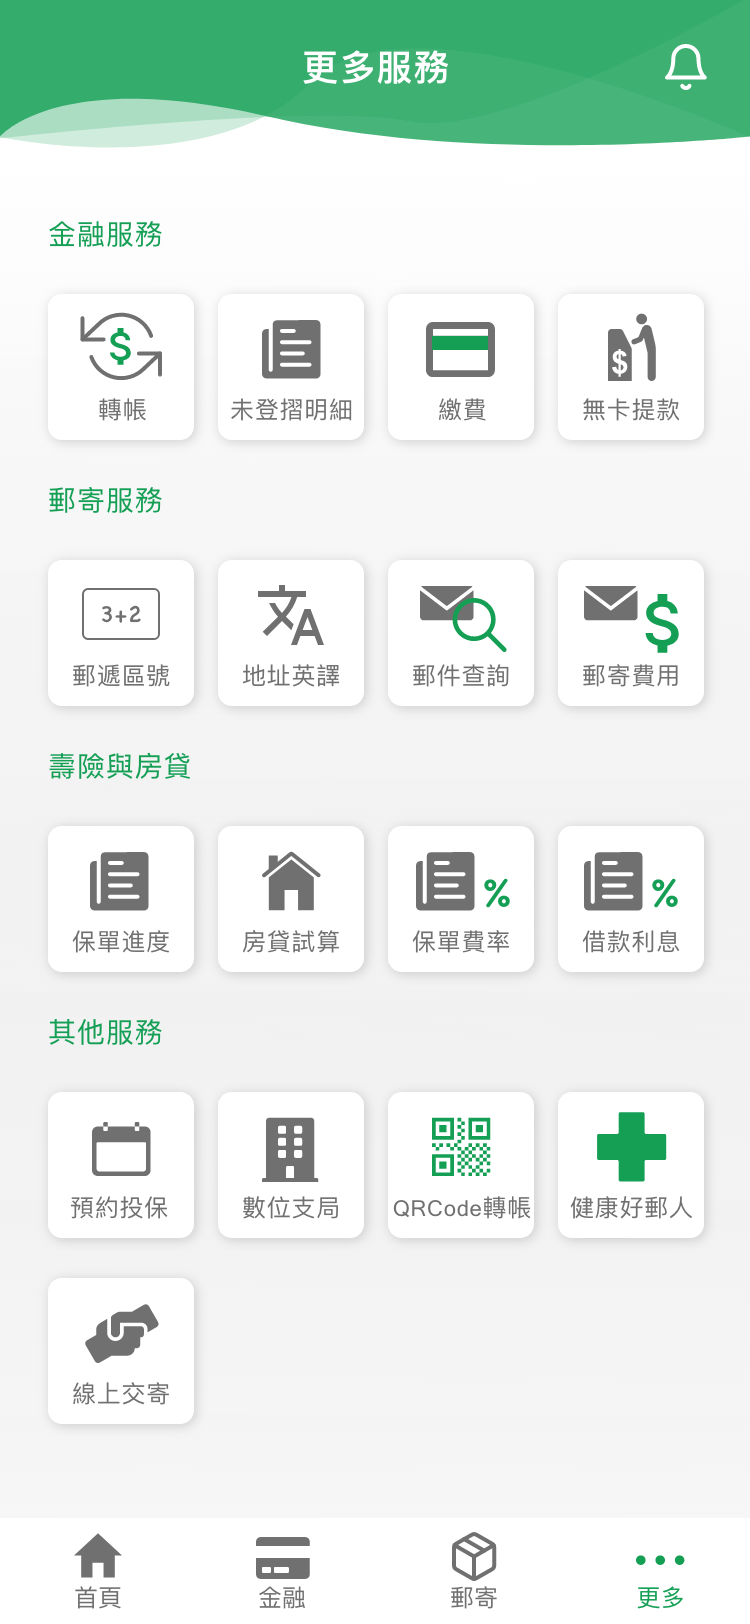 更多服務
金融服務
$
$
轉帳
未登摺明細
繳費
無卡提款
郵寄服務
3+2
文A
$
郵遞區號
地址英譯
郵件查詢
郵寄費用
壽險與房貸
%
%
保單進度
房貸試算
保單費率
借款利息
其他服務
預約投保
數位支局
QRCode轉帳
健康好郵人
線上交寄
首頁
金融
郵寄
更多